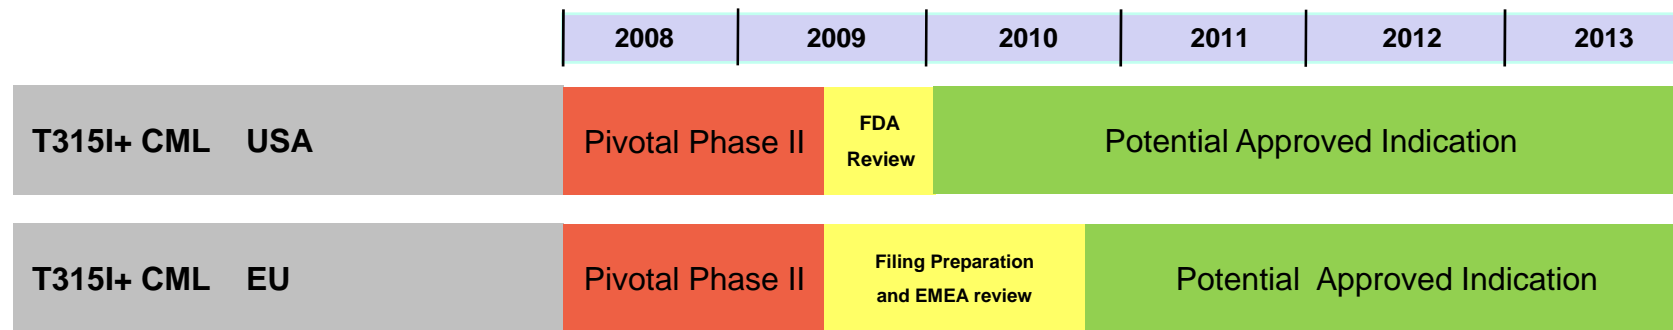 2008 2009 2010 2011 2012 2013
T315I+ CML USA
Pivotal Phase II
FDA
Review
Potential Approved Indication
T315I+ CML EU
Pivotal Phase II
Filing Preparation
and EMEA review
Potential Approved Indication